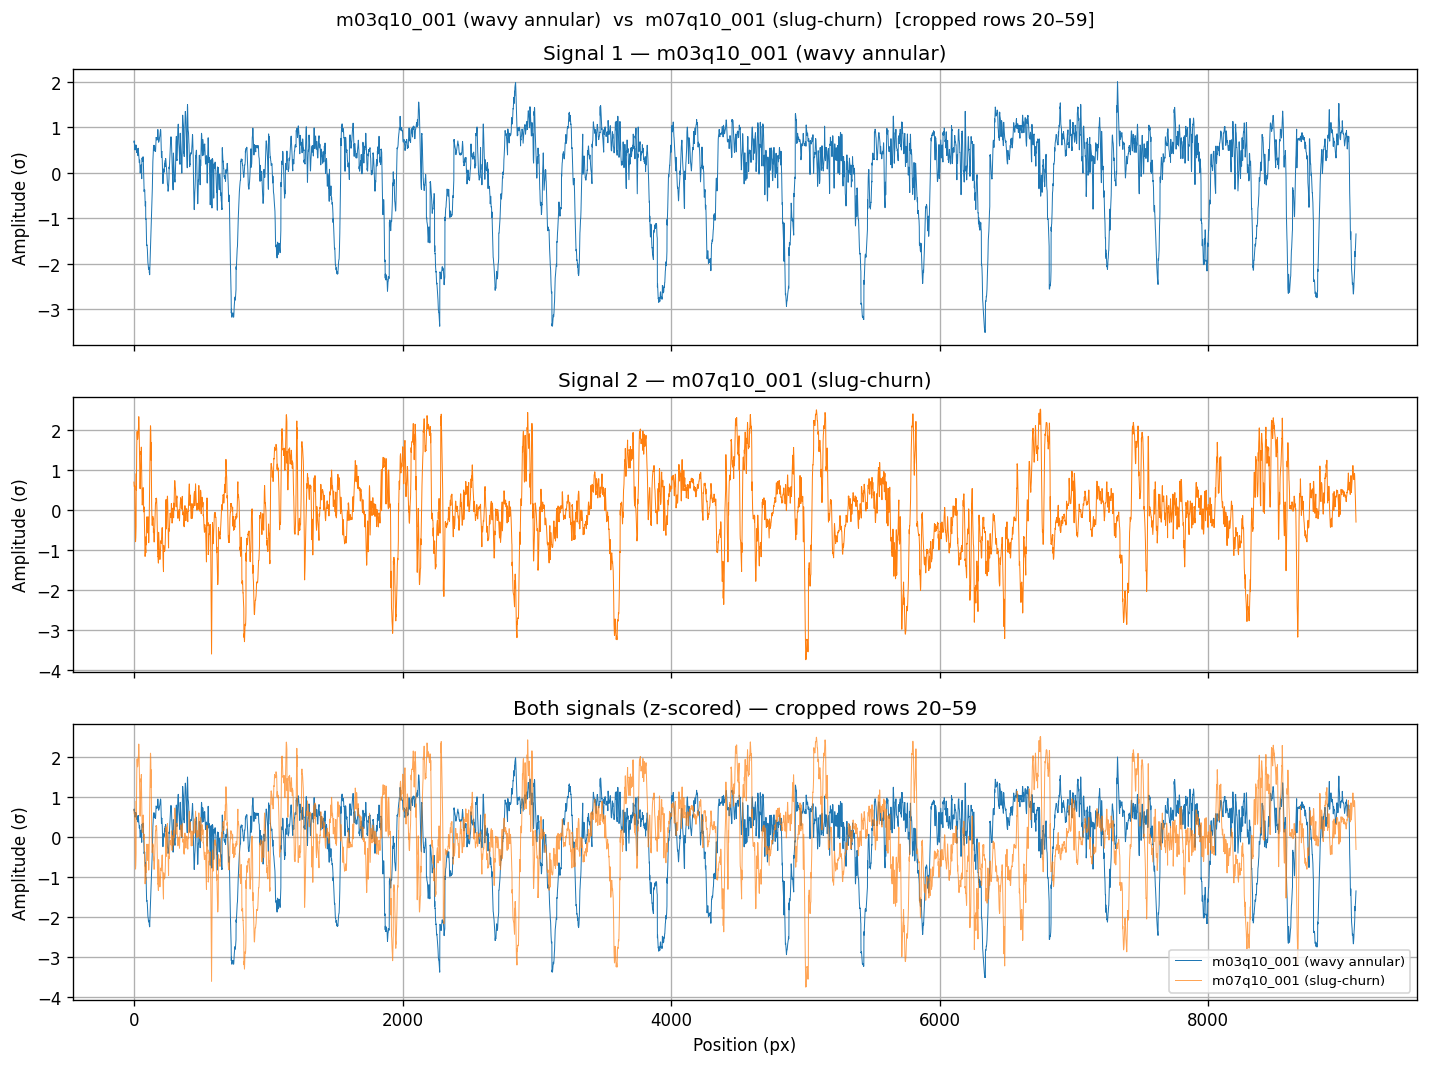 m03q10_001 (wavy annular)  vs  m07q10_001 (slug-churn)  [cropped rows 20–59]
Signal 1 — m03q10_001 (wavy annular)
Amplitude (σ)
2
1
0
−1
−2
−3
Signal 2 — m07q10_001 (slug-churn)
Amplitude (σ)
2
1
0
−1
−2
−3
−4
Both signals (z-scored) — cropped rows 20–59
Amplitude (σ)
2
1
0
−1
−2
−3
−4
m03q10_001 (wavy annular)
m07q10_001 (slug-churn)
0 2000 4000 6000 8000
Position (px)